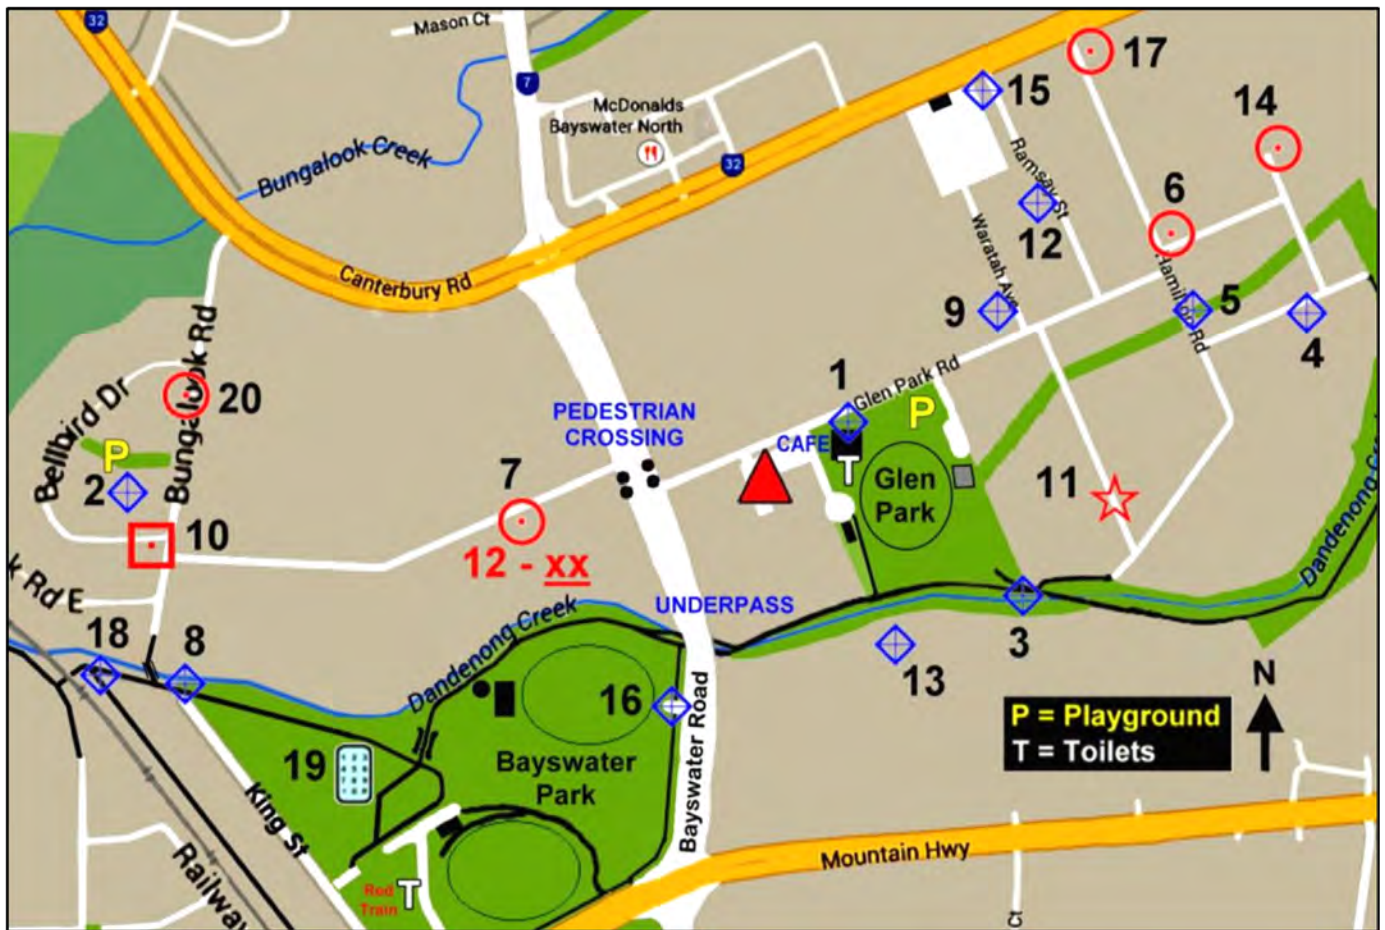 32
Mason Ct
7
17
McDonalds
Bayswater North
15
14
Bungalook Creek
32
Ramsay St
6
12
Waratah Ave
Canterbury Rd
Hamilton Rd
9
5
4
Bungalook Rd
Bellbird Dr
20
PEDESTRIAN
CROSSING
1
Glen Park Rd
P
CAFE
T
P
2
7
Glen
Park
11
10
12 - xx
Dandenong
k Rd E
UNDERPASS
18
8
Dandenong Creek
3
13
N
16
P = Playground
T = Toilets
19
Bayswater
Park
Bayswater Road
King St
Mountain Hwy
Railway
Red
Train
T
Ct